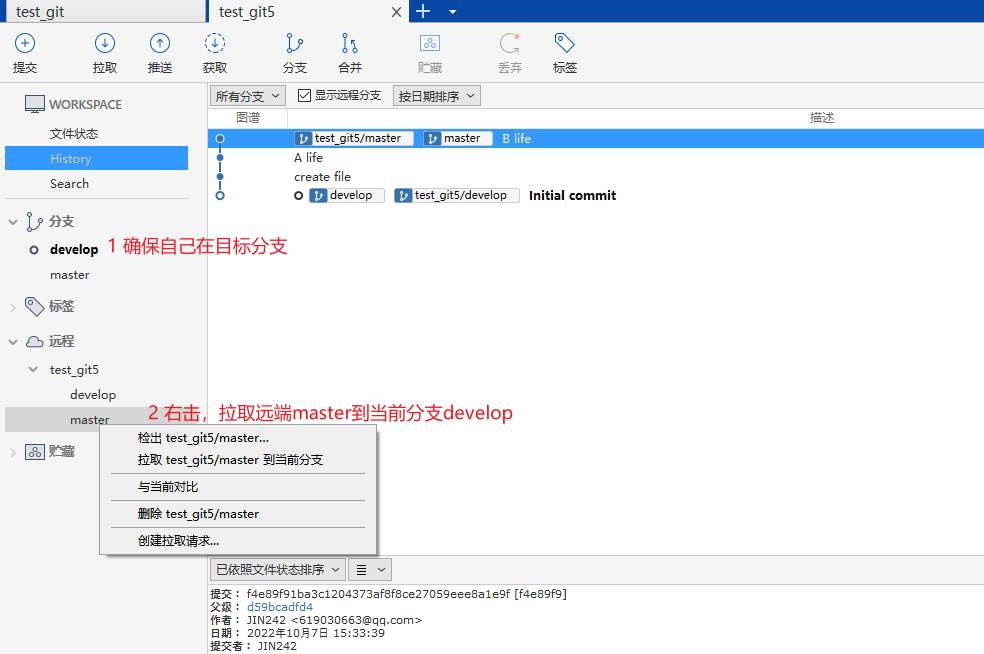 test_git
test_git5
提交
拉取
推送
获取
分支
合并
贮藏
丢弃
标签
WORKSPACE
文件状态
History
Search
分支
develop
1 确保自己在目标分支
master
标签
远程
test_git5
develop
master
2 右击，拉取远端master到当前分支develop
贮藏
检出 test_git5/master...
拉取 test_git5/master 到当前分支
与当前对比
删除 test_git5/master
创建拉取请求...
所有分支
显示远程分支
按日期排序
图谱
描述
test_git5/master master B life
A life
create file
develop test_git5/develop Initial commit
已依照文件状态排序
提交： f4e89f91ba3c1204373af8f8ce27059eee8a1e9f [f4e89f9]
父级： d59bcadfd4
作者： JIN242 <619030663@qq.com>
日期： 2022年10月7日 15:33:39
提交者： JIN242